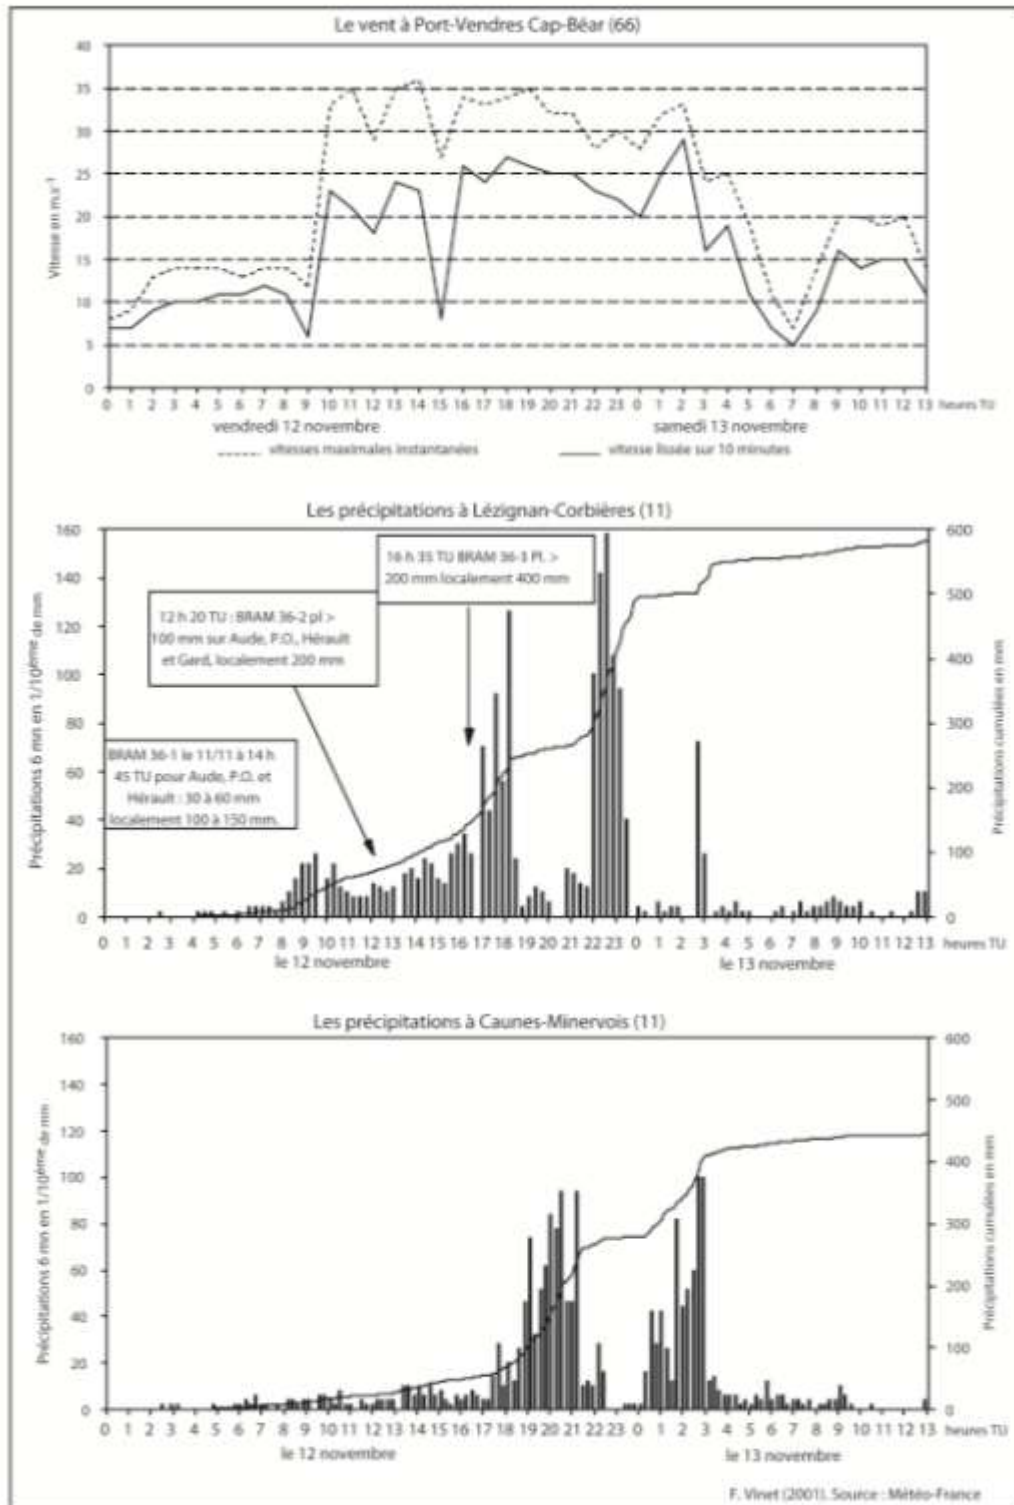 Le vent à Port-Vendres Cap-Béar (66)
Vitesse en m.s⁻¹
40
35
30
25
20
15
10
5
0
0 1 2 3 4 5 6 7 8 9 10 11 12 13 14 15 16 17 18 19 20 21 22 23 0 1 2 3 4 5 6 7 8 9 10 11 12 13 heures TU
vendredi 12 novembre samedi 13 novembre
vitesses maximales instantanées vitesse lissée sur 10 minutes
Les précipitations à Lézignan-Corbières (11)
Précipitations 6 mn en 1/10ème de mm
160
140
120
100
80
60
40
20
0
16 h 35 TU BRAM 36-3 Pl. >
200 mm localement 400 mm
12 h 20 TU : BRAM 36-2 pl >
100 mm sur Aude, P.O., Hérault
et Gard, localement 200 mm
BRAM 36-1 le 11/11 à 14 h
45 TU pour Aude, P.O. et
Hérault : 30 à 60 mm
localement 100 à 150 mm.
600
500
400
300
200
100
0
Précipitations cumulées en mm
0 1 2 3 4 5 6 7 8 9 10 11 12 13 14 15 16 17 18 19 20 21 22 23 0 1 2 3 4 5 6 7 8 9 10 11 12 13 heures TU
le 12 novembre le 13 novembre
Les précipitations à Caunes-Minervois (11)
Précipitations 6 mn en 1/10ème de mm
160
140
120
100
80
60
40
20
0
600
500
400
300
200
100
0
Précipitations cumulées en mm
0 1 2 3 4 5 6 7 8 9 10 11 12 13 14 15 16 17 18 19 20 21 22 23 0 1 2 3 4 5 6 7 8 9 10 11 12 13 heures TU
le 12 novembre le 13 novembre
F. Vinet (2001). Source : Météo-France